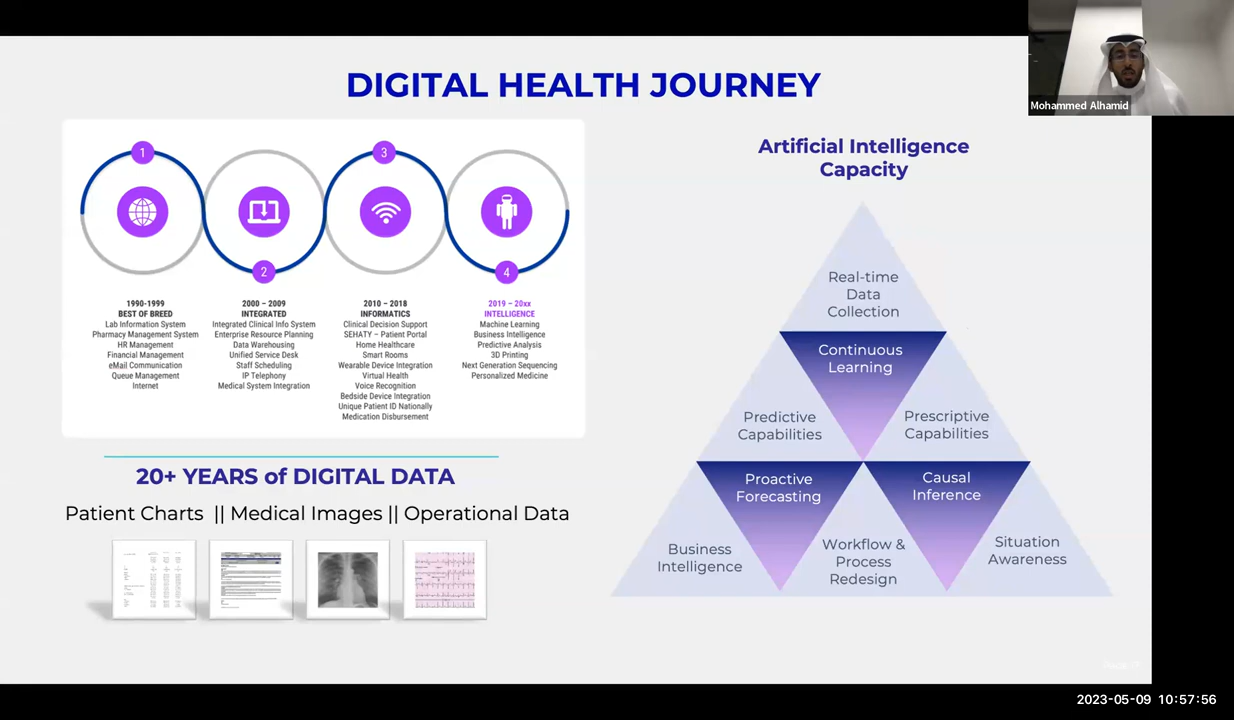 DIGITAL HEALTH JOURNEY
Mohammed Alhamid
1
2
3
4
1990-1999
BEST OF BREED
Lab Information System
Pharmacy Management System
HR Management
Financial Management
eMail Communication
Queue Management
Internet
2000 – 2009
INTEGRATED
Integrated Clinical Info System
Enterprise Resource Planning
Data Warehousing
Unified Service Desk
Staff Scheduling
IP Telephony
Medical System Integration
2010 – 2018
INFORMATICS
Clinical Decision Support
SEHATY – Patient Portal
Home Healthcare
Smart Rooms
Wearable Device Integration
Virtual Health
Voice Recognition
Bedside Device Integration
Unique Patient ID Nationally
Medication Disbursement
2019 – 20xx
INTELLIGENCE
Machine Learning
Business Intelligence
Predictive Analysis
3D Printing
Next Generation Sequencing
Personalized Medicine
20+ YEARS of DIGITAL DATA
Patient Charts || Medical Images || Operational Data
Artificial Intelligence
Capacity
Real-time
Data
Collection
Continuous
Learning
Predictive
Capabilities
Prescriptive
Capabilities
Proactive
Forecasting
Causal
Inference
Business
Intelligence
Workflow &
Process
Redesign
Situation
Awareness
2023-05-09 10:57:56